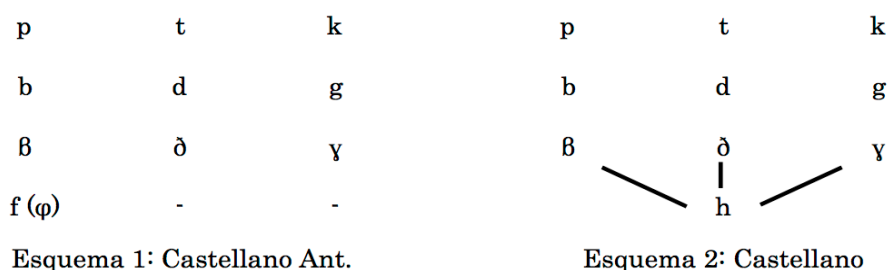 p t k p t k
b d g b d g
β ð ɣ β ð ɣ
f (φ) - - h
Esquema 1: Castellano Ant. Esquema 2: Castellano